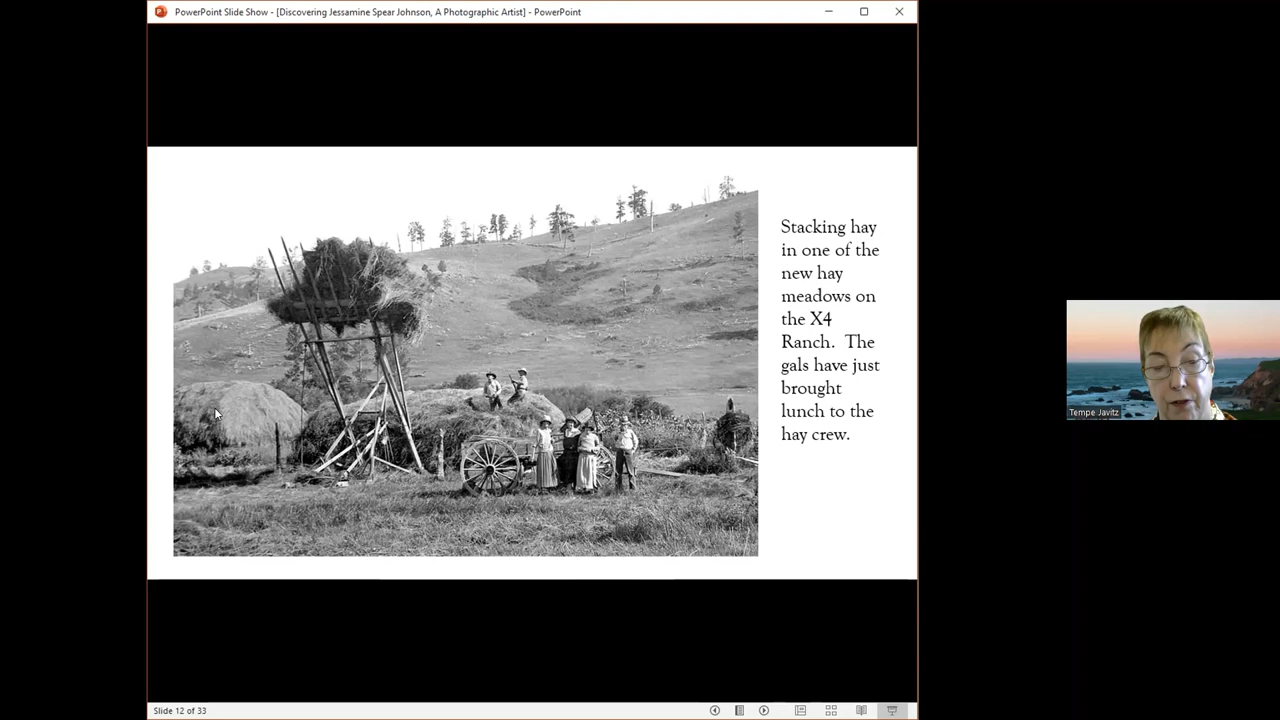 PowerPoint Slide Show - [Discovering Jessamine Spear Johnson, A Photographic Artist] - PowerPoint
Stacking hay
in one of the
new hay
meadows on
the X4
Ranch.  The
gals have just
brought
lunch to the
hay crew.
Tempe Javitz
Slide 12 of 33